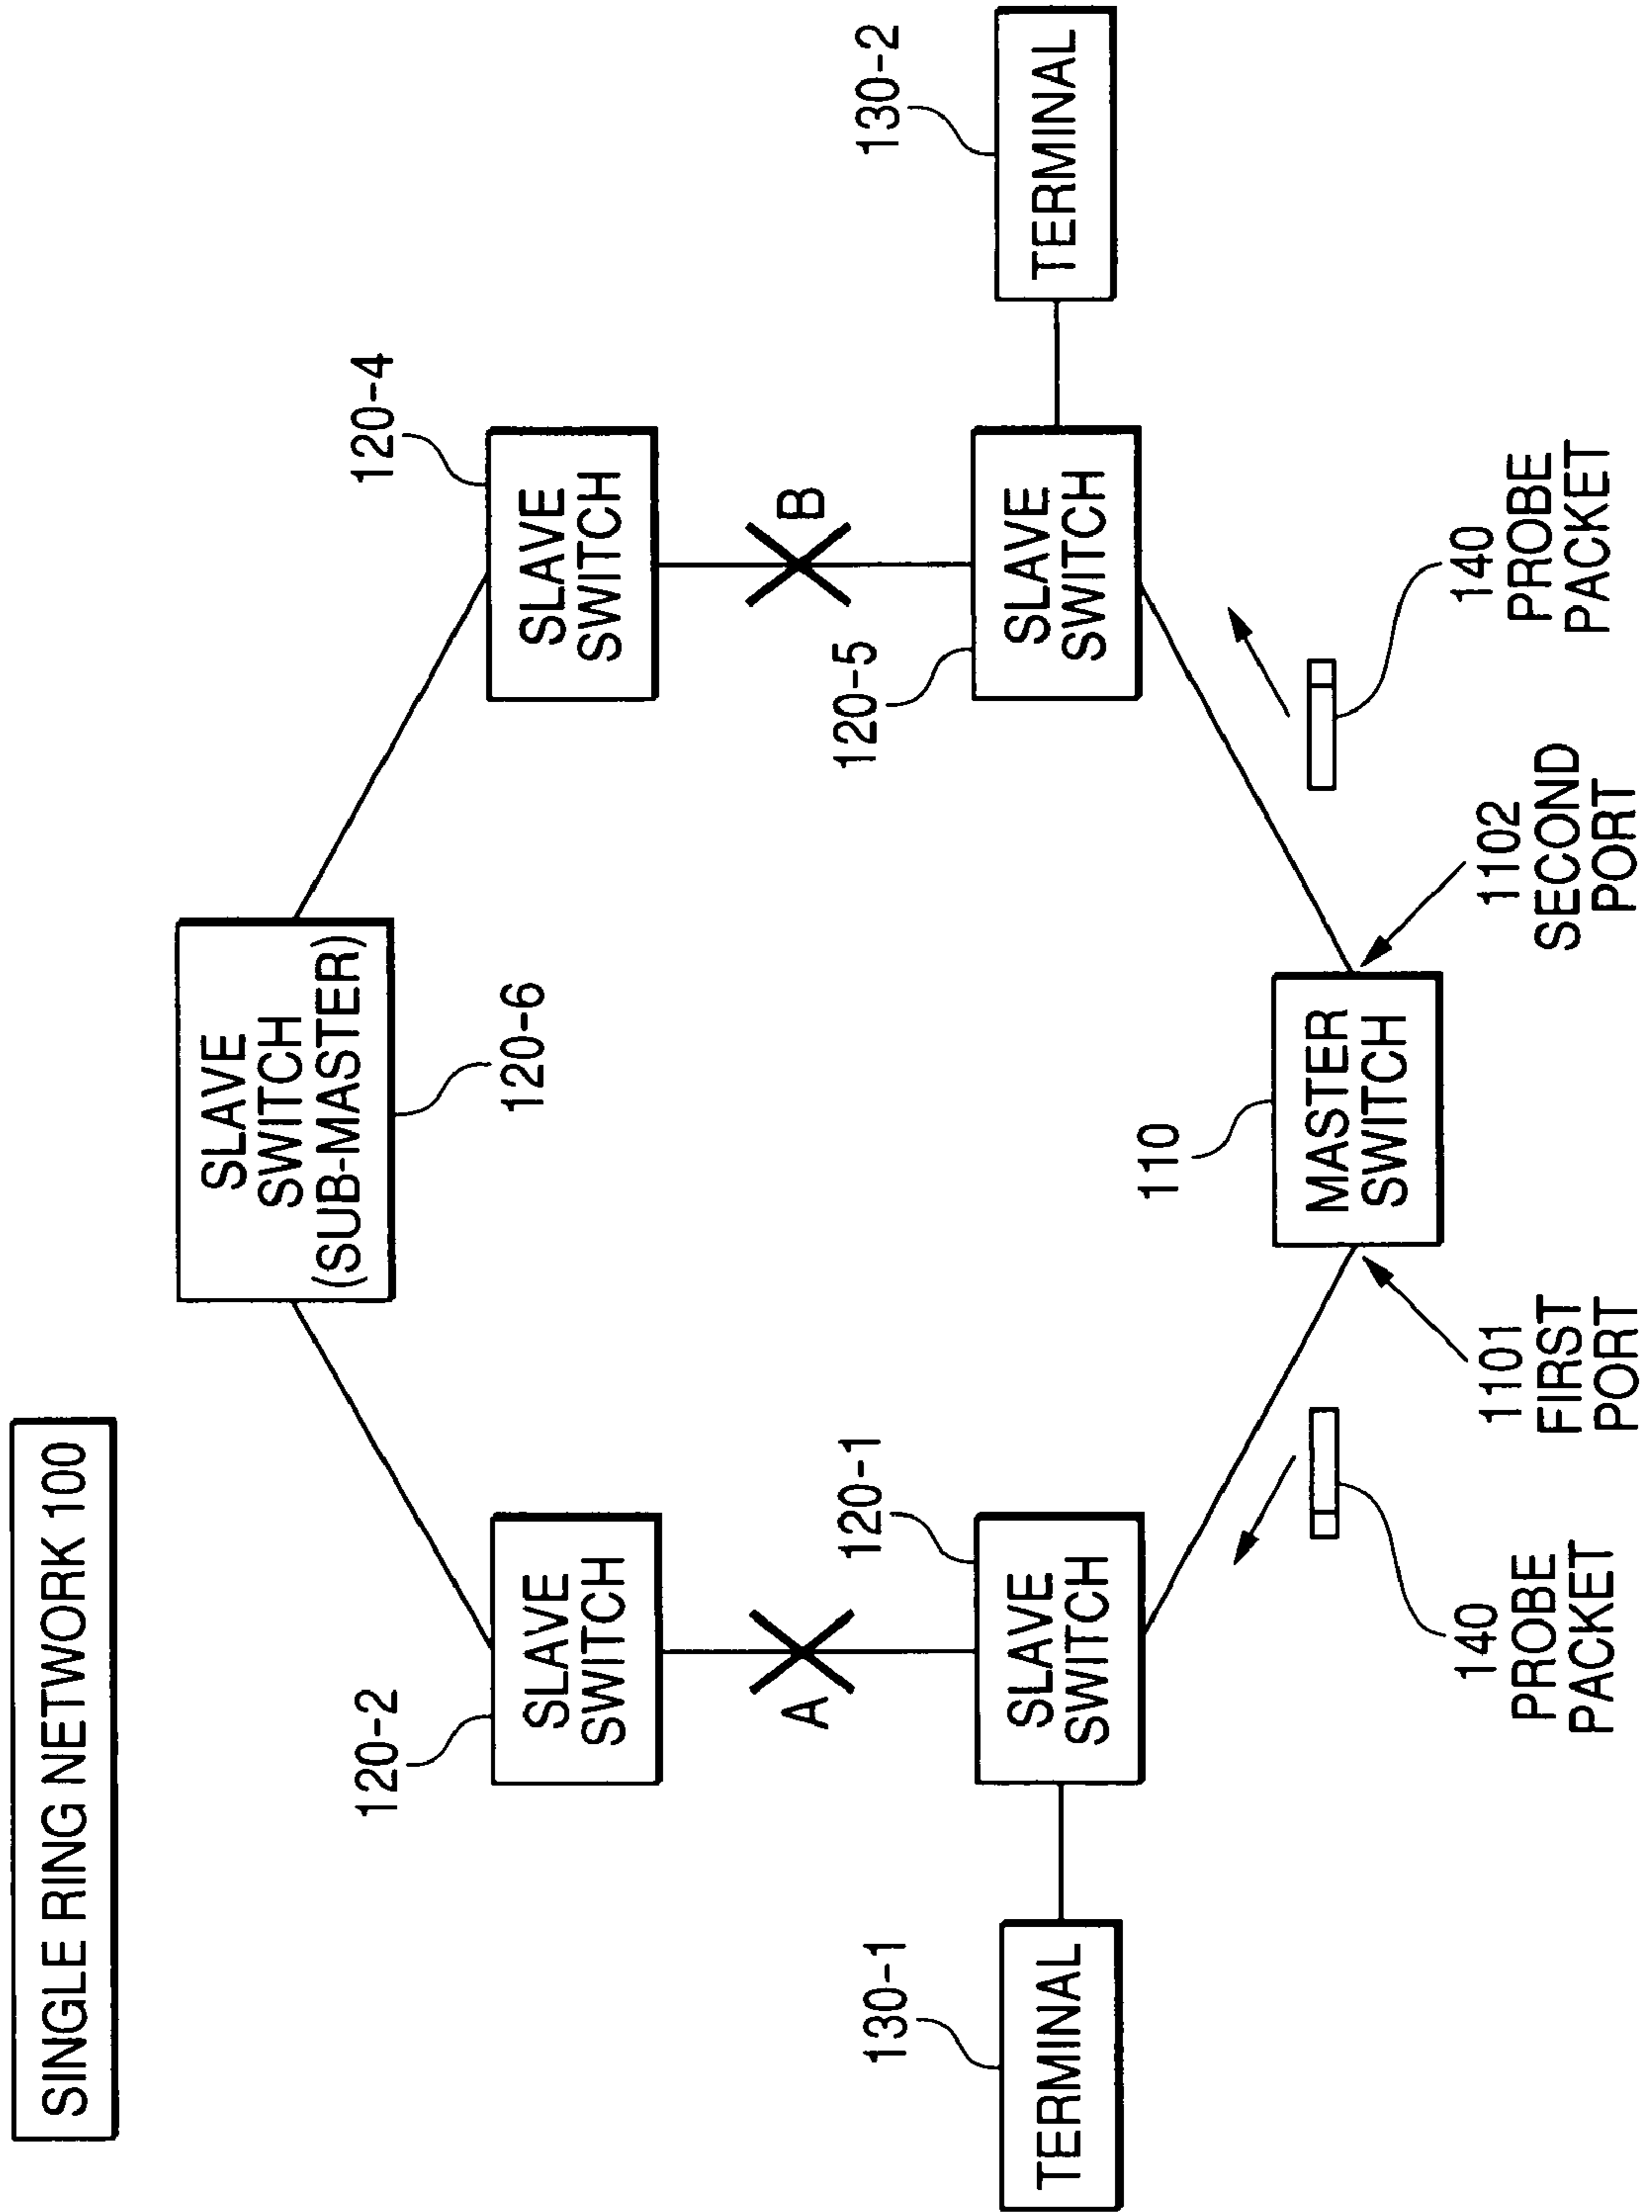 SINGLE RING NETWORK 100
SLAVE
SWITCH
(SUB-MASTER)
120-6
120-2
SLAVE
SWITCH
120-4
SLAVE
SWITCH
A
B
130-1
TERMINAL
120-1
SLAVE
SWITCH
120-5
SLAVE
SWITCH
130-2
TERMINAL
110
MASTER
SWITCH
140
PROBE
PACKET
1101
FIRST
PORT
1102
SECOND
PORT
140
PROBE
PACKET